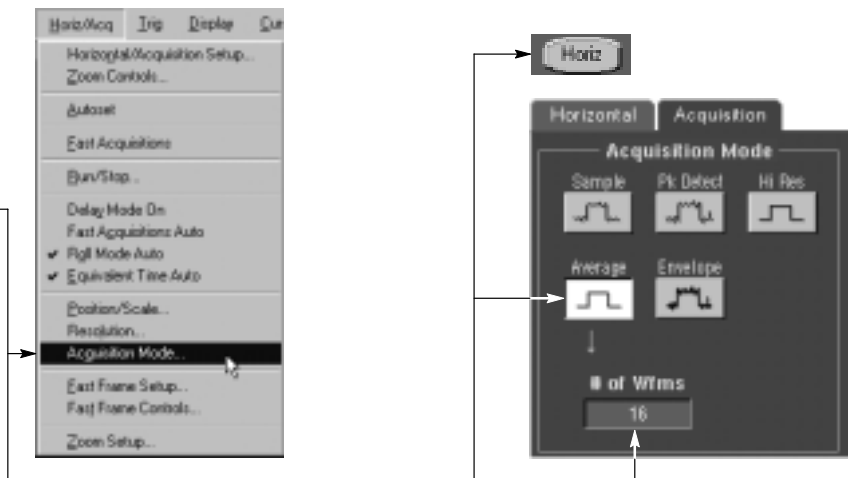 Horiz/Acq Trig Display Cur
Horizontal/Acquisition Setup...
Zoom Controls...
Autoset
Fast Acquisitions
Run/Stop...
Delay Mode On
Fast Acquisitions Auto
Roll Mode Auto
Equivalent Time Auto
Position/Scale...
Resolution...
Acquisition Mode...
Fast Frame Setup...
Fast Frame Controls...
Zoom Setup...
Horiz
Horizontal Acquisition
Acquisition Mode
Sample Pk Detect Hi Res
Average Envelope
# of Wfms
16